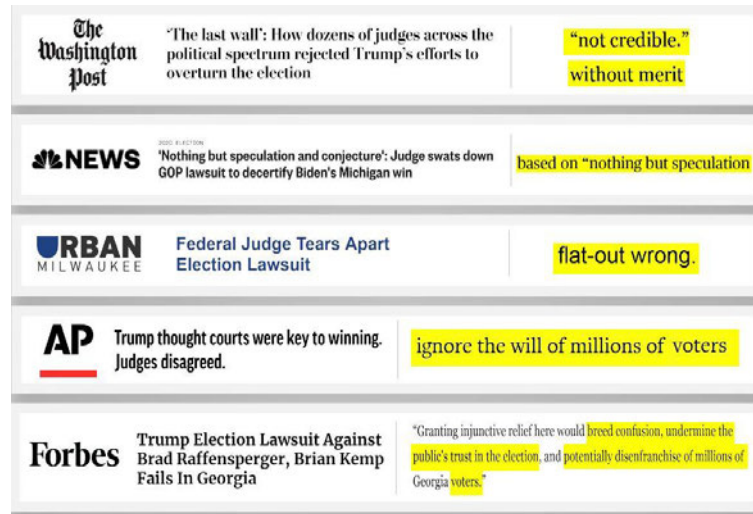 The
Washington
Post
‘The last wall’: How dozens of judges across the
political spectrum rejected Trump’s efforts to
overturn the election
“not credible.”
without merit
NEWS
2020 ELECTION
'Nothing but speculation and conjecture': Judge swats down
GOP lawsuit to decertify Biden's Michigan win
based on “nothing but speculation
URBAN
MILWAUKEE
Federal Judge Tears Apart
Election Lawsuit
flat-out wrong.
AP
Trump thought courts were key to winning.
Judges disagreed.
ignore the will of millions of voters
Forbes
Trump Election Lawsuit Against
Brad Raffensperger, Brian Kemp
Fails In Georgia
“Granting injunctive relief here would breed confusion, undermine the
public’s trust in the election, and potentially disenfranchise of millions of
Georgia voters.”